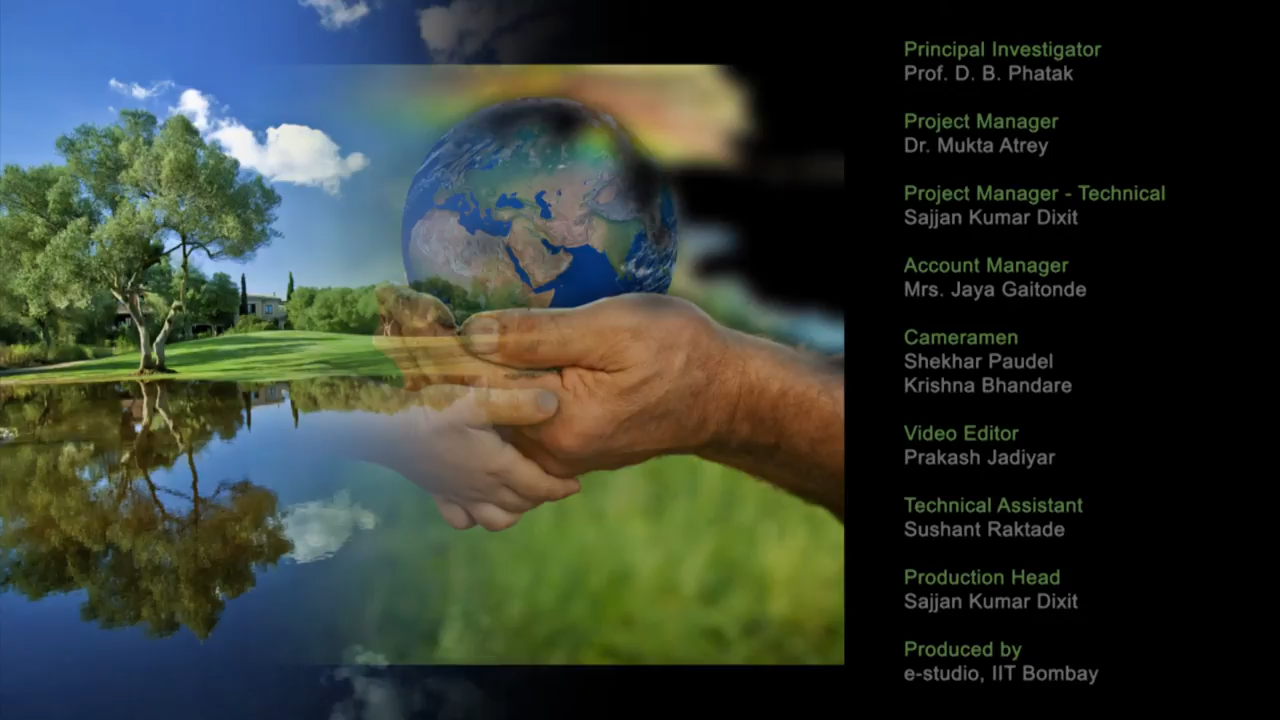 Principal Investigator
Prof. D. B. Phatak
Project Manager
Dr. Mukta Atrey
Project Manager - Technical
Sajjan Kumar Dixit
Account Manager
Mrs. Jaya Gaitonde
Cameramen
Shekhar Paudel
Krishna Bhandare
Video Editor
Prakash Jadiyar
Technical Assistant
Sushant Raktade
Production Head
Sajjan Kumar Dixit
Produced by
e-studio, IIT Bombay